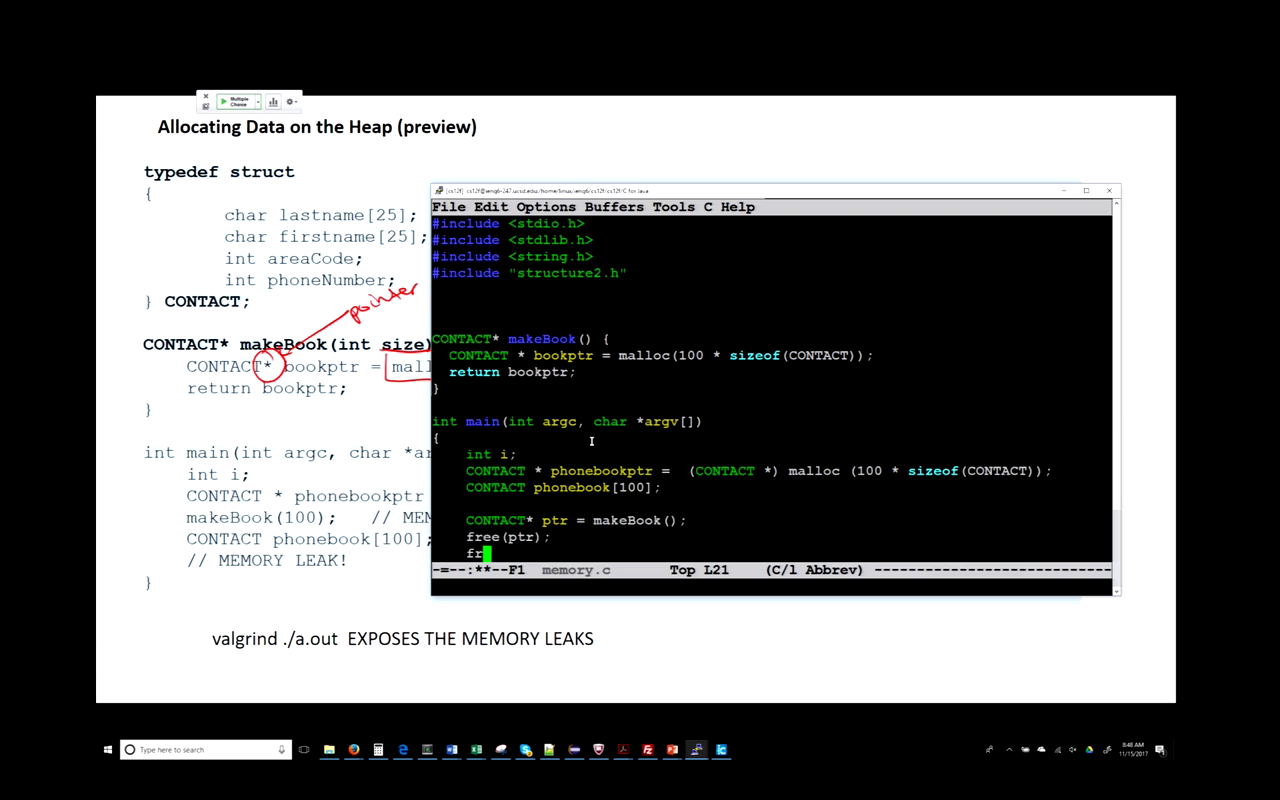 Multiple
Choice
Allocating Data on the Heap (preview)
typedef struct
{
char lastname[25];
char firstname[25];
int areaCode;
int phoneNumber;
} CONTACT;
pointer
CONTACT* makeBook(int size)
CONTACT* bookptr = mall
return bookptr;
}
int main(int argc, char *ar
int i;
CONTACT * phonebookptr
makeBook(100); // MEM
CONTACT phonebook[100];
// MEMORY LEAK!
}
valgrind ./a.out EXPOSES THE MEMORY LEAKS
File Edit Options Buffers Tools C Help
#include <stdio.h>
#include <stdlib.h>
#include <string.h>
#include "structure2.h"
CONTACT* makeBook() {
CONTACT * bookptr = malloc(100 * sizeof(CONTACT));
return bookptr;
}
int main(int argc, char *argv[])
{
int i;
CONTACT * phonebookptr = (CONTACT *) malloc (100 * sizeof(CONTACT));
CONTACT phonebook[100];
CONTACT* ptr = makeBook();
free(ptr);
fr
-=--:**--F1 memory.c Top L21 (C/l Abbrev)
Type here to search
8:48 AM
11/15/2017